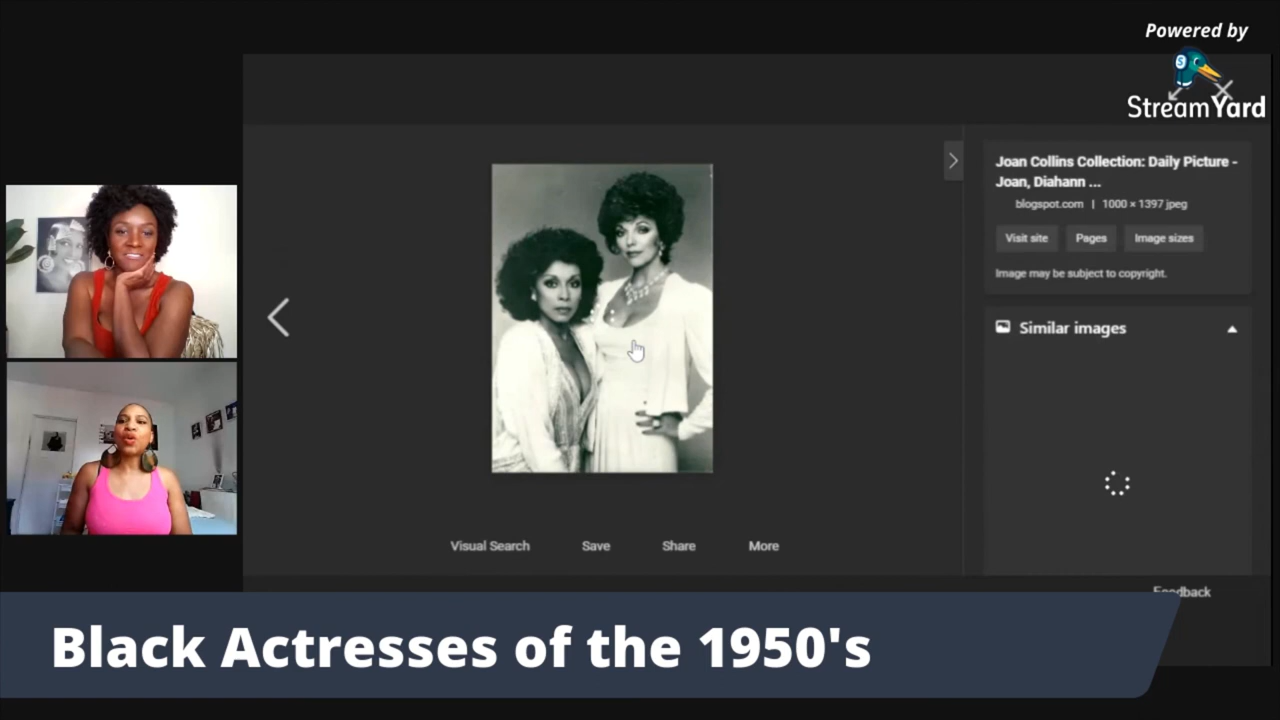 Powered by
StreamYard
Joan Collins Collection: Daily Picture -
Joan, Diahann ...
blogspot.com | 1000 × 1397 jpeg
Visit site
Pages
Image sizes
Image may be subject to copyright.
Similar images
Visual Search
Save
Share
More
Feedback
Black Actresses of the 1950's